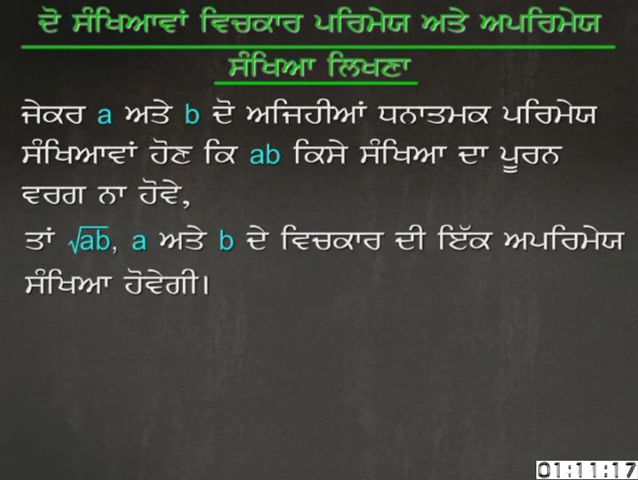 ਦੋ ਸੰਖਿਆਵਾਂ ਵਿਚਕਾਰ ਪਰਿਮੇਯ ਅਤੇ ਅਪਰਿਮੇਯ
ਸੰਖਿਆ ਲਿਖਣਾ
ਜੇਕਰ a ਅਤੇ b ਦੋ ਅਜਿਹੀਆਂ ਧਨਾਤਮਕ ਪਰਿਮੇਯ
ਸੰਖਿਆਵਾਂ ਹੋਣ ਕਿ ab ਕਿਸੇ ਸੰਖਿਆ ਦਾ ਪੂਰਨ
ਵਰਗ ਨਾ ਹੋਵੇ,
ਤਾਂ √ab, a ਅਤੇ b ਦੇ ਵਿਚਕਾਰ ਦੀ ਇੱਕ ਅਪਰਿਮੇਯ
ਸੰਖਿਆ ਹੋਵੇਗੀ।
01:11:17